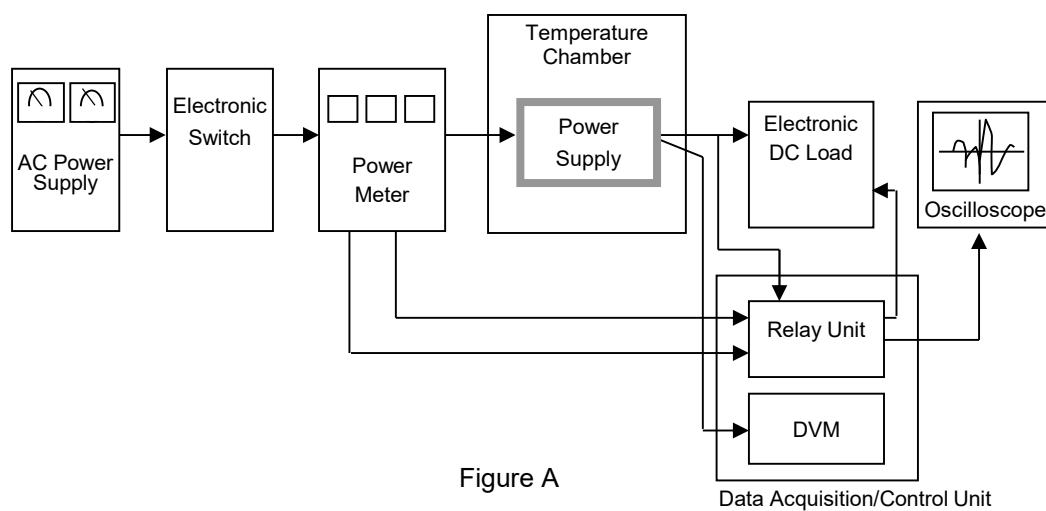 Temperature
Chamber
AC Power
Supply
Electronic
Switch
Power
Meter
Power
Supply
Electronic
DC Load
Oscilloscope
Relay Unit
DVM
Figure A
Data Acquisition/Control Unit